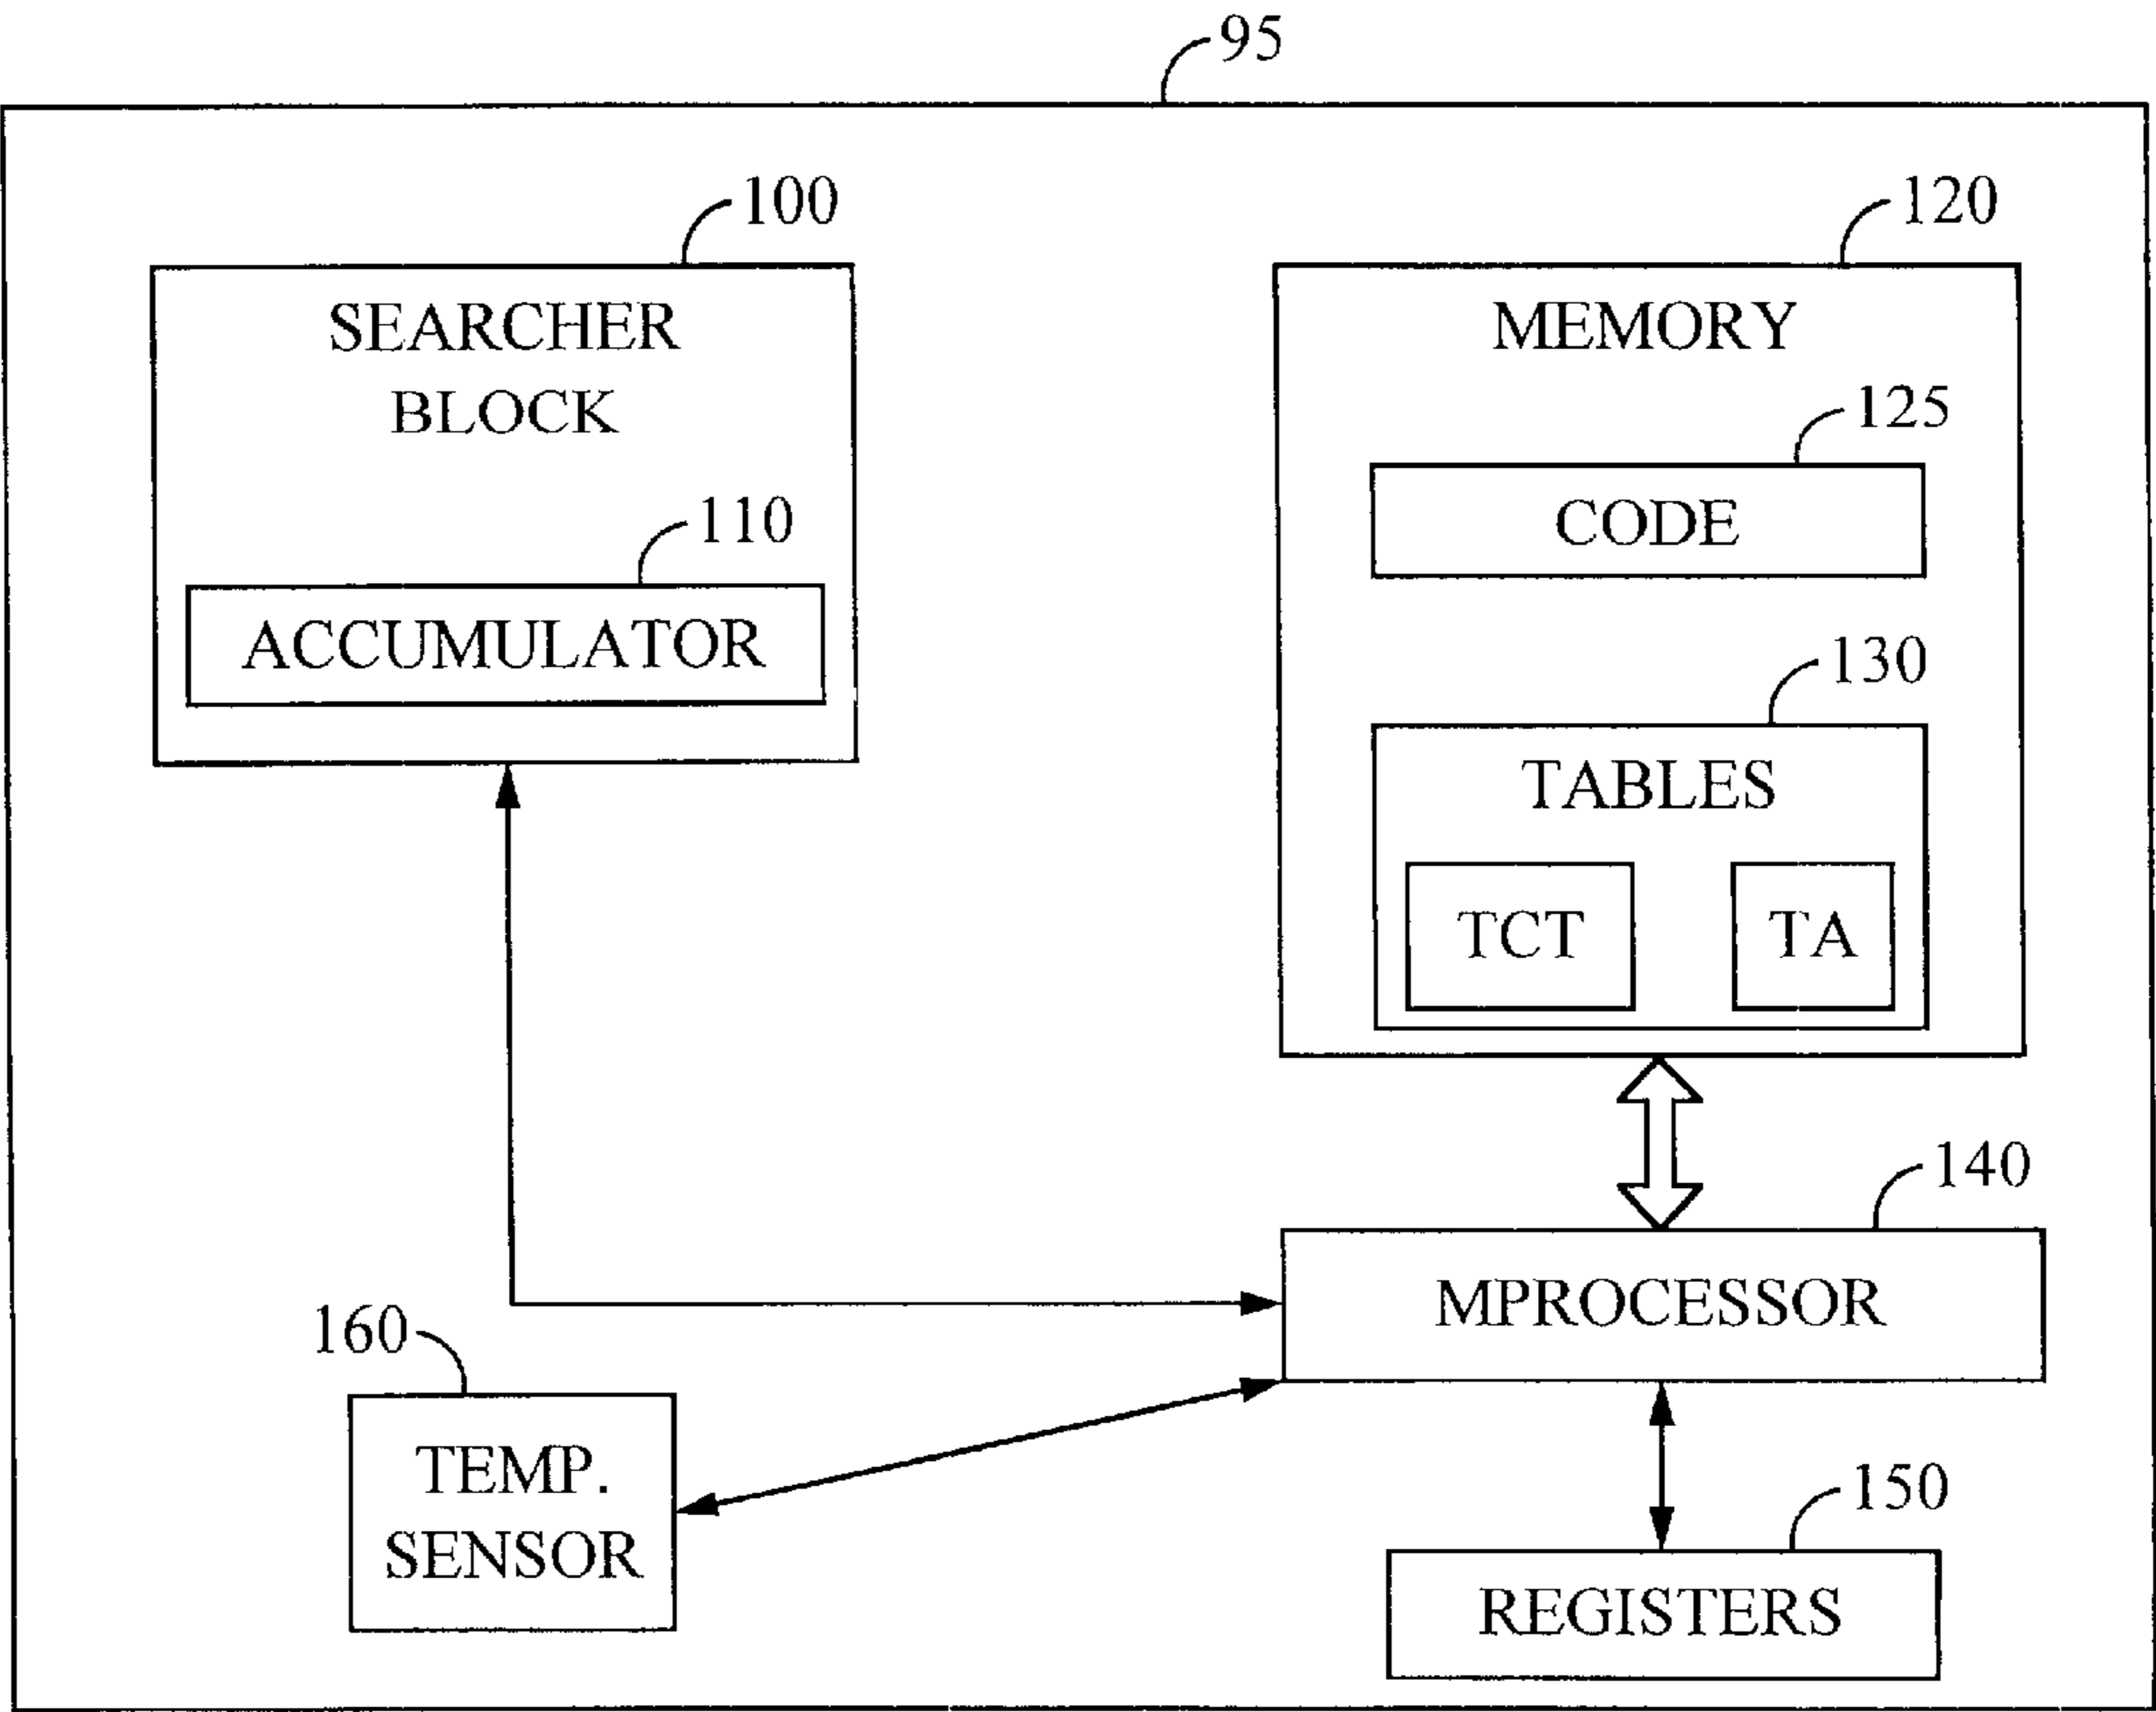 95
100
SEARCHER
BLOCK
110
ACCUMULATOR
120
MEMORY
125
CODE
130
TABLES
TCT TA
140
MPROCESSOR
160
TEMP.
SENSOR
150
REGISTERS